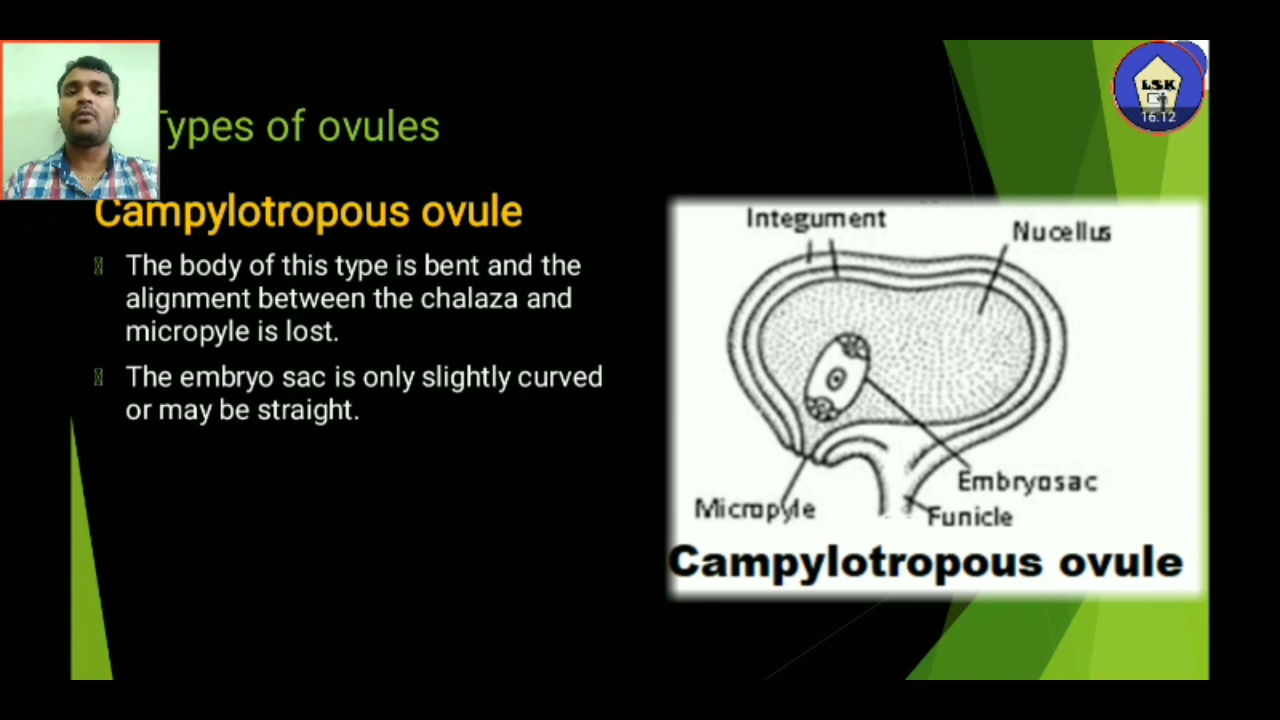 Types of ovules
LSK
16:12
Campylotropous ovule
The body of this type is bent and the
alignment between the chalaza and
micropyle is lost.
The embryo sac is only slightly curved
or may be straight.
Integument
Nucellus
Embryosac
Micropyle
Funicle
Campylotropous ovule